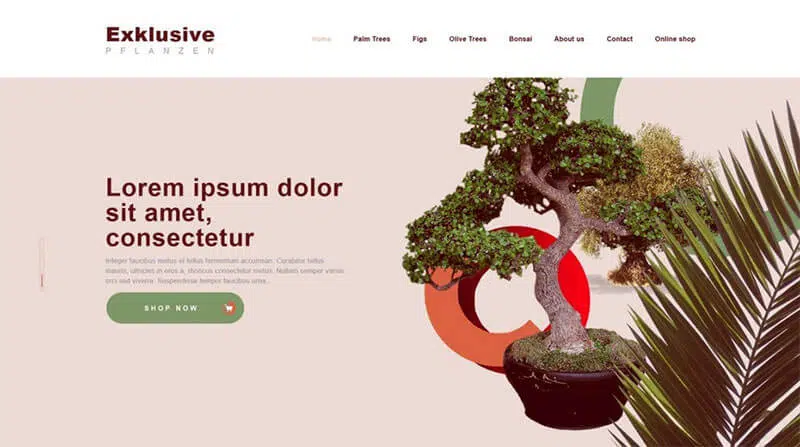 Exklusive
PFLANZEN
Home Palm Trees Figs Olive Trees Bonsai About us Contact Online shop
Lorem ipsum dolor
sit amet,
consectetur
Integer faucibus metus et tellus fermentum accumsan. Curabitur tellus
mauris, ultricies in eros a, rhoncus consectetur metus. Nullam semper varius
orci sed viverra. Suspendisse tempor faucibus urna...
SHOP NOW